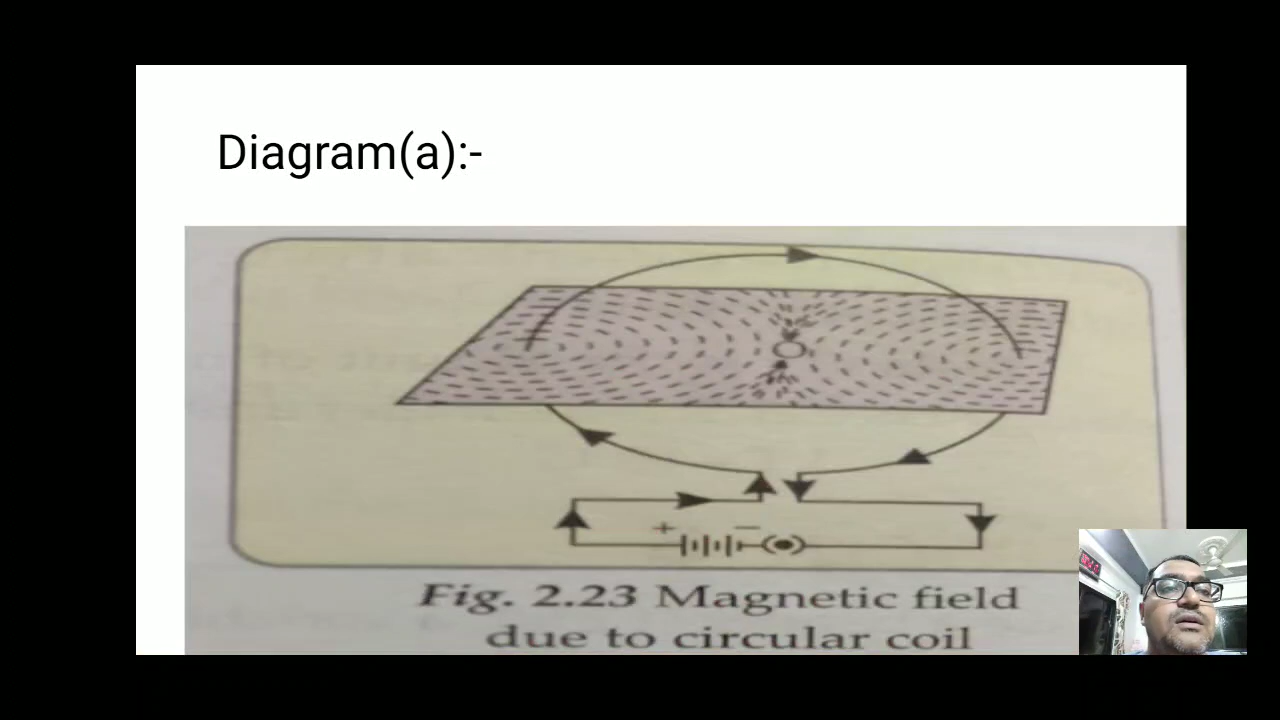 Diagram(a):-
+ −
Fig. 2.23 Magnetic field
due to circular coil